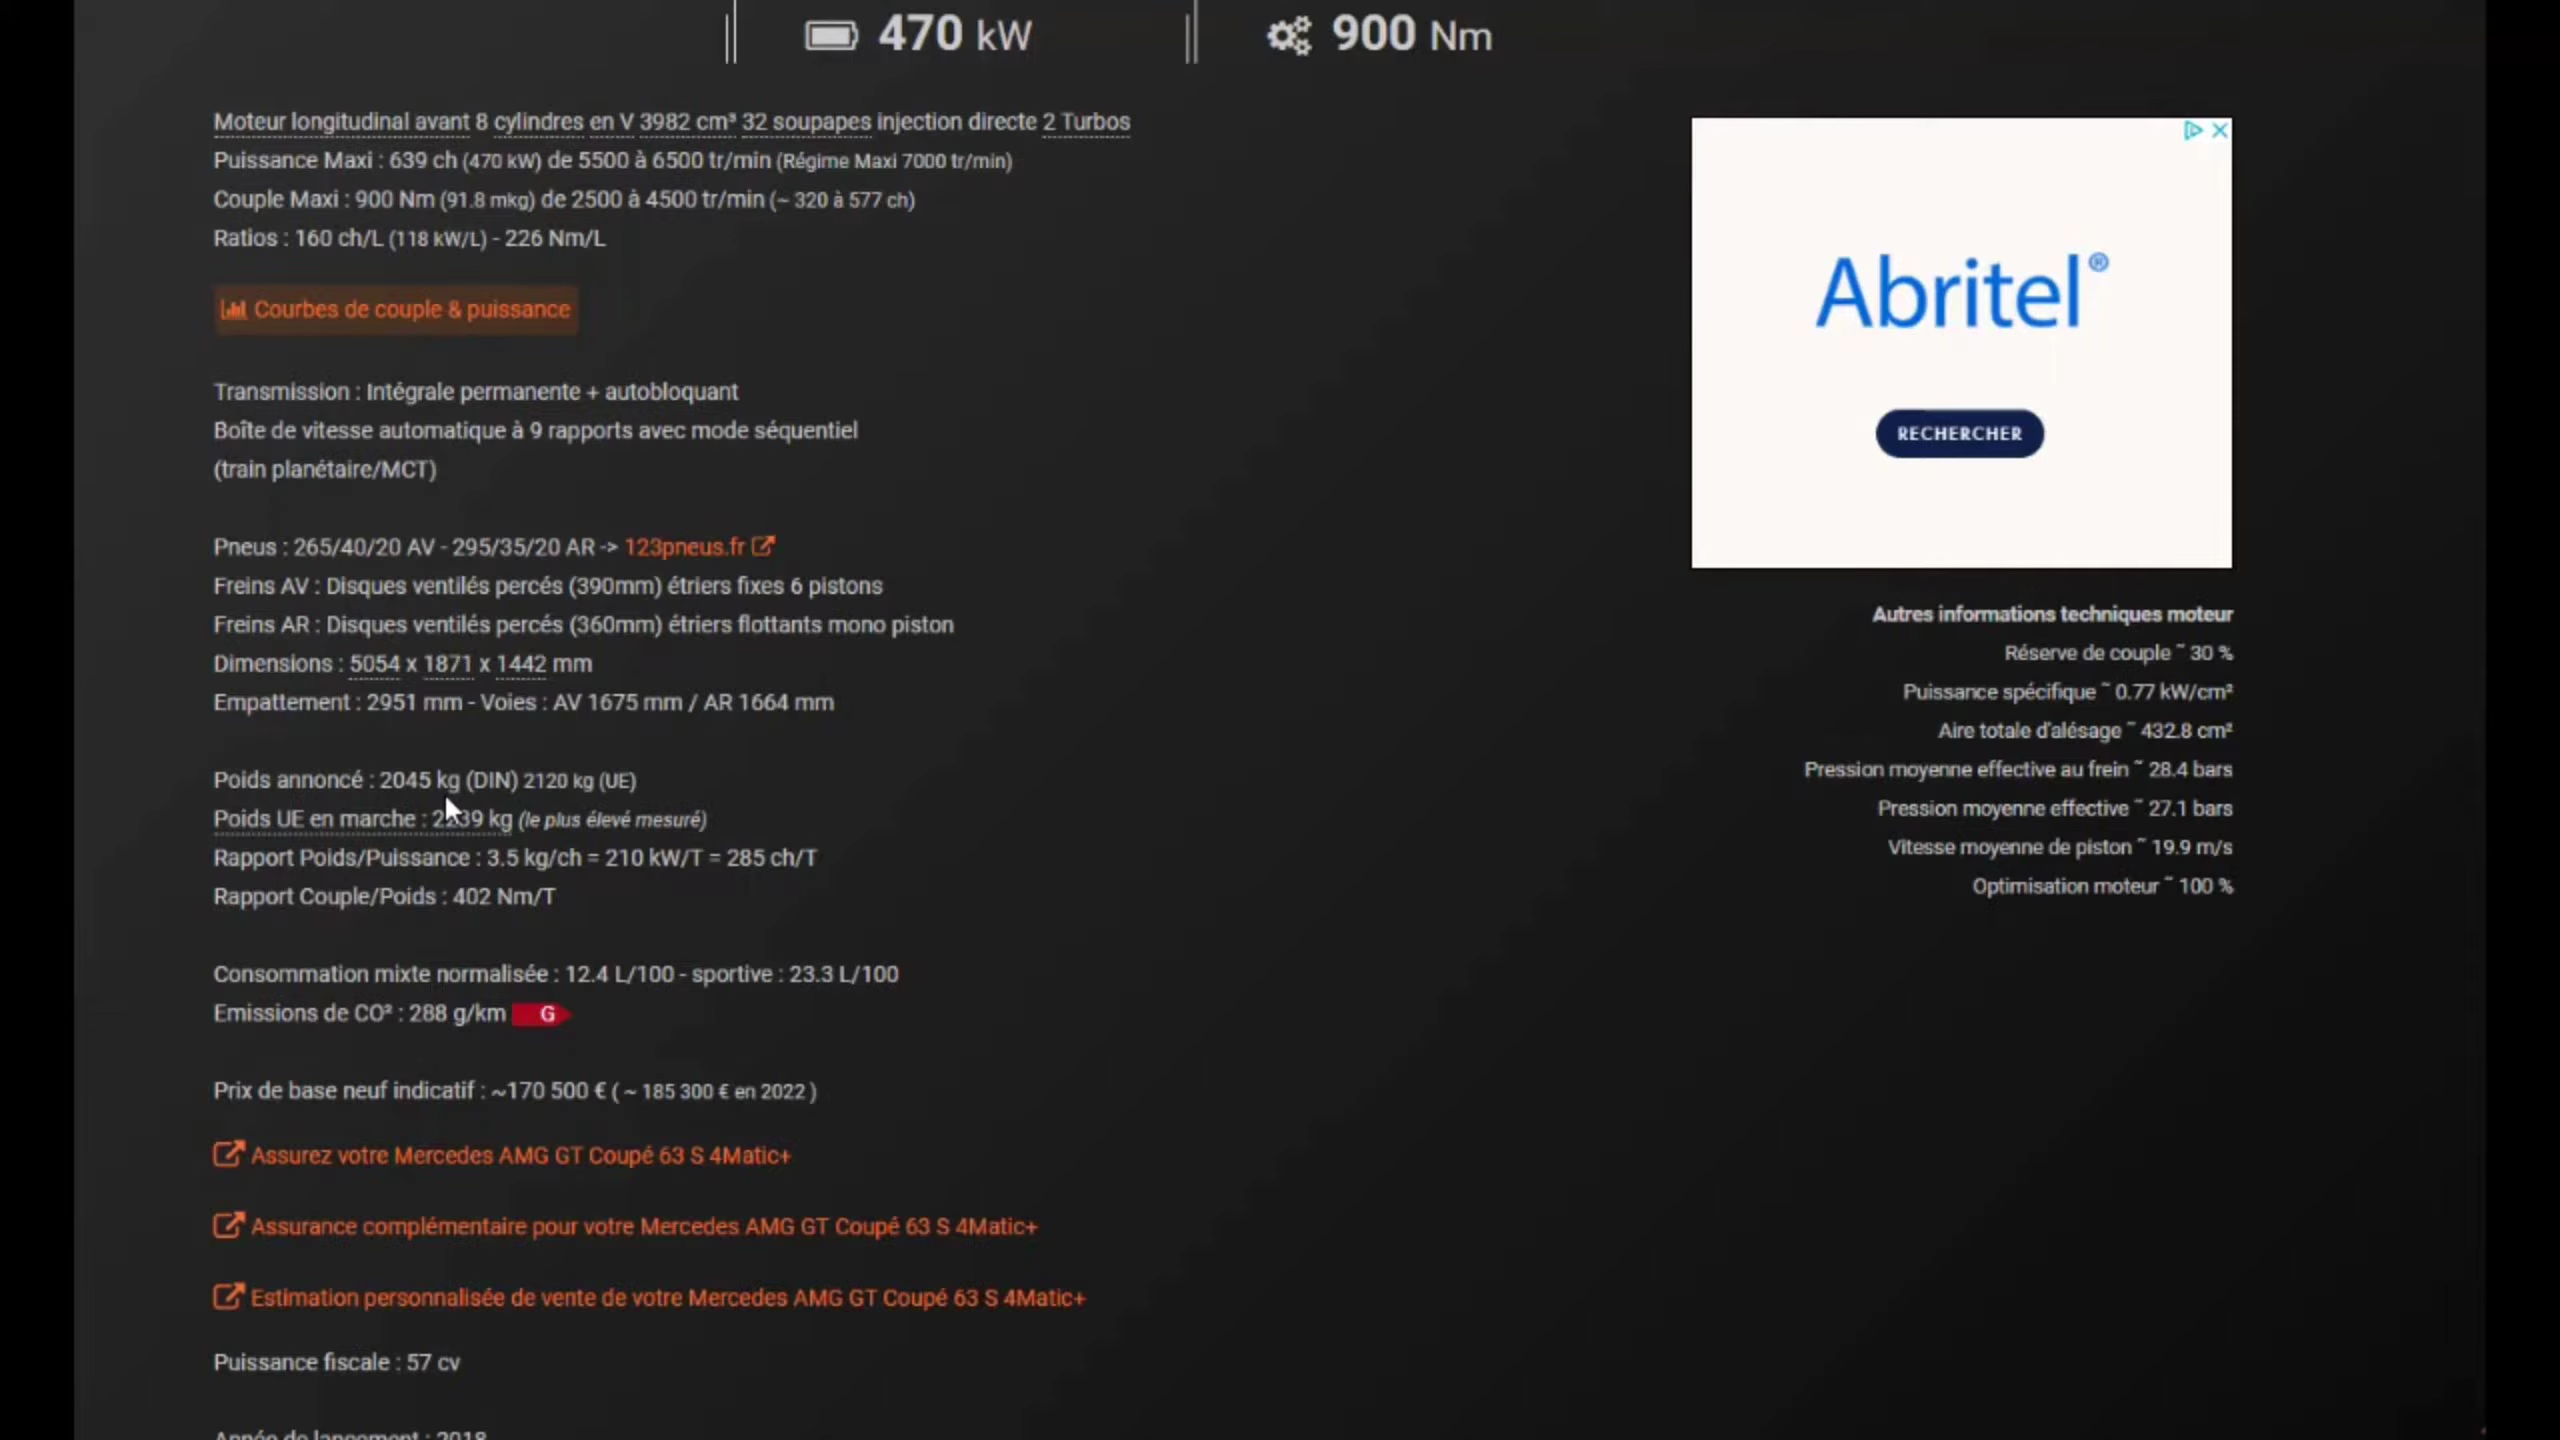 470 kW
900 Nm
Moteur longitudinal avant 8 cylindres en V 3982 cm³ 32 soupapes injection directe 2 Turbos
Puissance Maxi : 639 ch (470 kW) de 5500 à 6500 tr/min (Régime Maxi 7000 tr/min)
Couple Maxi : 900 Nm (91.8 mkg) de 2500 à 4500 tr/min (~ 320 à 577 ch)
Ratios : 160 ch/L (118 kW/L) - 226 Nm/L
Courbes de couple & puissance
Transmission : Intégrale permanente + autobloquant
Boîte de vitesse automatique à 9 rapports avec mode séquentiel
(train planétaire/MCT)
Pneus : 265/40/20 AV - 295/35/20 AR -> 123pneus.fr
Freins AV : Disques ventilés percés (390mm) étriers fixes 6 pistons
Freins AR : Disques ventilés percés (360mm) étriers flottants mono piston
Dimensions : 5054 x 1871 x 1442 mm
Empattement : 2951 mm - Voies : AV 1675 mm / AR 1664 mm
Poids annoncé : 2045 kg (DIN) 2120 kg (UE)
Poids UE en marche : 2239 kg (le plus élevé mesuré)
Rapport Poids/Puissance : 3.5 kg/ch = 210 kW/T = 285 ch/T
Rapport Couple/Poids : 402 Nm/T
Consommation mixte normalisée : 12.4 L/100 - sportive : 23.3 L/100
Emissions de CO² : 288 g/km G
Prix de base neuf indicatif : ~170 500 € ( ~ 185 300 € en 2022 )
Assurez votre Mercedes AMG GT Coupé 63 S 4Matic+
Assurance complémentaire pour votre Mercedes AMG GT Coupé 63 S 4Matic+
Estimation personnalisée de vente de votre Mercedes AMG GT Coupé 63 S 4Matic+
Puissance fiscale : 57 cv
Année de lancement : 2018
Abritel®
RECHERCHER
Autres informations techniques moteur
Réserve de couple ~ 30 %
Puissance spécifique ~ 0.77 kW/cm²
Aire totale d'alésage ~ 432.8 cm²
Pression moyenne effective au frein ~ 28.4 bars
Pression moyenne effective ~ 27.1 bars
Vitesse moyenne de piston ~ 19.9 m/s
Optimisation moteur ~ 100 %